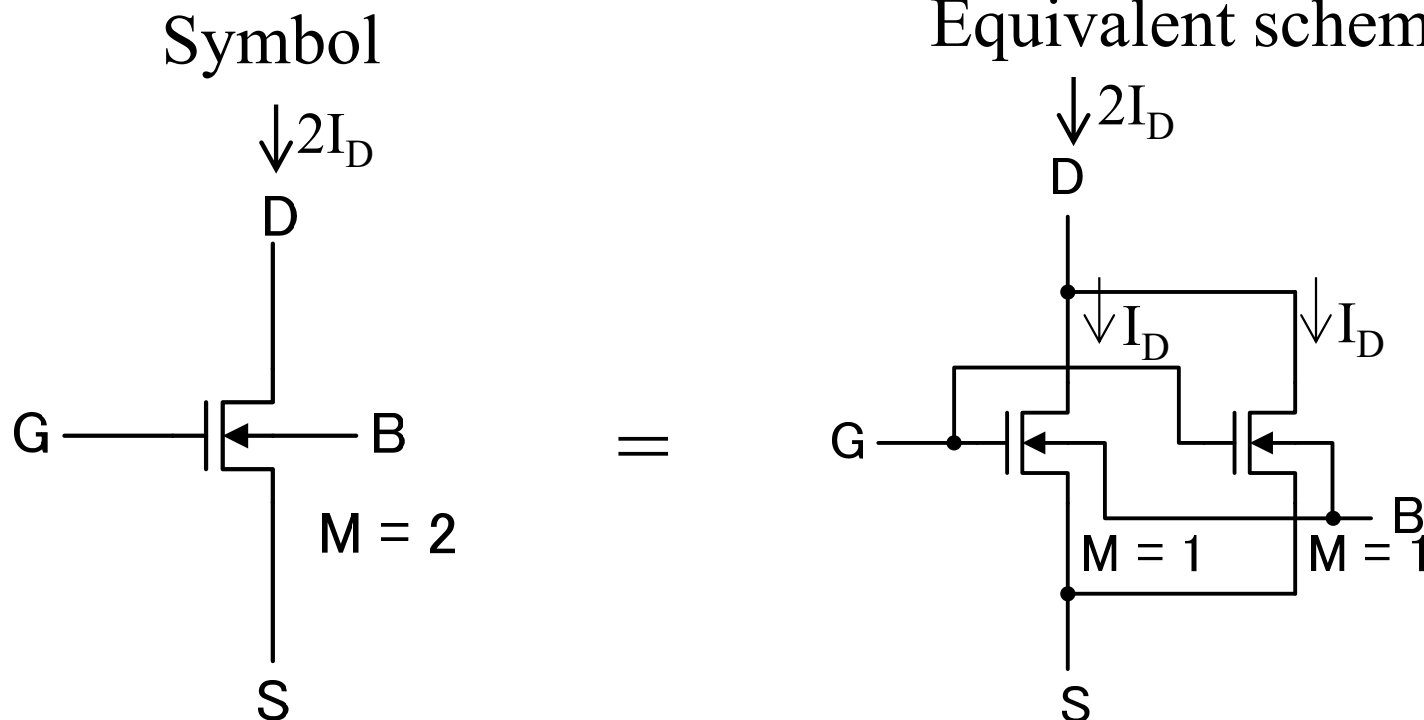 Symbol
2I_D
D
G
B
M = 2
S
=
Equivalent schem
2I_D
D
I_D
I_D
G
B
M = 1
M = 1
S